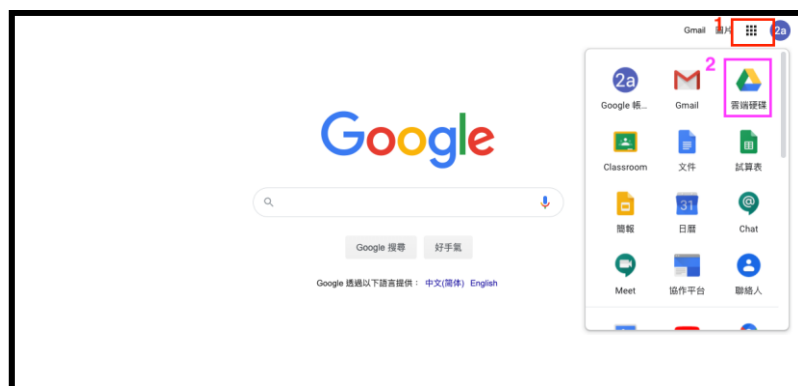 Gmail 圖片 1 2a
2
2a
Google 帳... Gmail 雲端硬碟
Google
Classroom 文件 試算表
31
簡報 日曆 Chat
Google 搜尋 好手氣
Google 透過以下語言提供： 中文(简体) English
Meet 協作平台 聯絡人